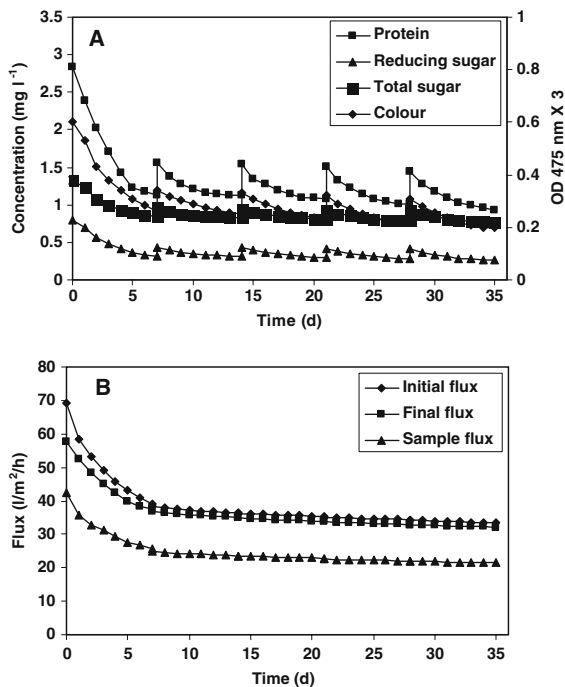 A
3.5
3
2.5
2
1.5
1
0.5
0
Concentration (mg l⁻¹)
1
0.8
0.6
0.4
0.2
0
OD 475 nm X 3
Protein
Reducing sugar
Total sugar
Colour
0 5 10 15 20 25 30 35
Time (d)
B
80
70
60
50
40
30
20
10
0
Flux (l/m²/h)
Initial flux
Final flux
Sample flux
0 5 10 15 20 25 30 35
Time (d)